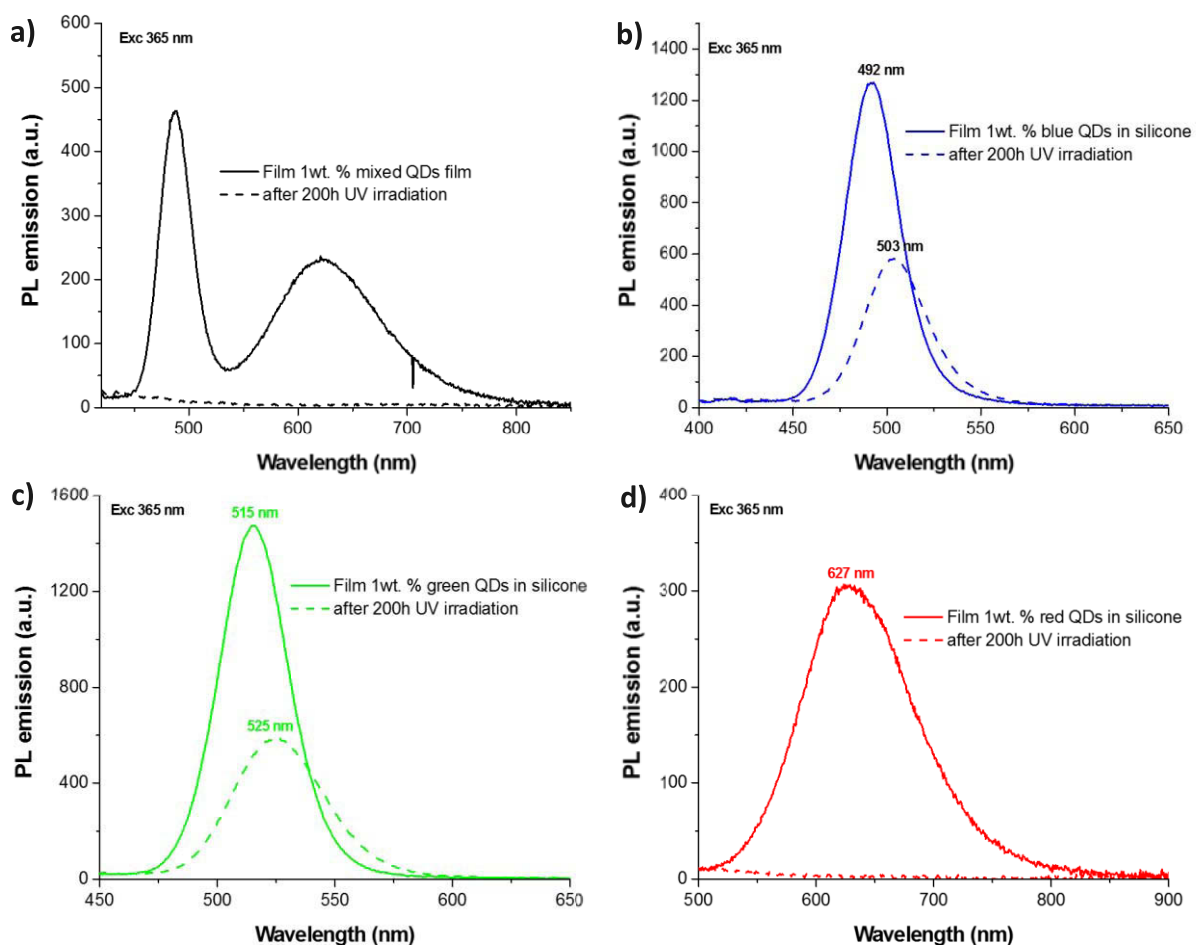 a)
Exc 365 nm
600
500
400
300
200
100
0
PL emission (a.u.)
Film 1wt. % mixed QDs film
after 200h UV irradiation
500 600 700 800
Wavelength (nm)
b)
Exc 365 nm
1400
1200
1000
800
600
400
200
0
PL emission (a.u.)
492 nm
503 nm
Film 1wt. % blue QDs in silicone
after 200h UV irradiation
400 450 500 550 600 650
Wavelength (nm)
c)
Exc 365 nm
1600
1200
800
400
0
PL emission (a.u.)
515 nm
525 nm
Film 1wt. % green QDs in silicone
after 200h UV irradiation
450 500 550 600 650
Wavelength (nm)
d)
Exc 365 nm
400
300
200
100
0
PL emission (a.u.)
627 nm
Film 1wt. % red QDs in silicone
after 200h UV irradiation
500 600 700 800 900
Wavelength (nm)